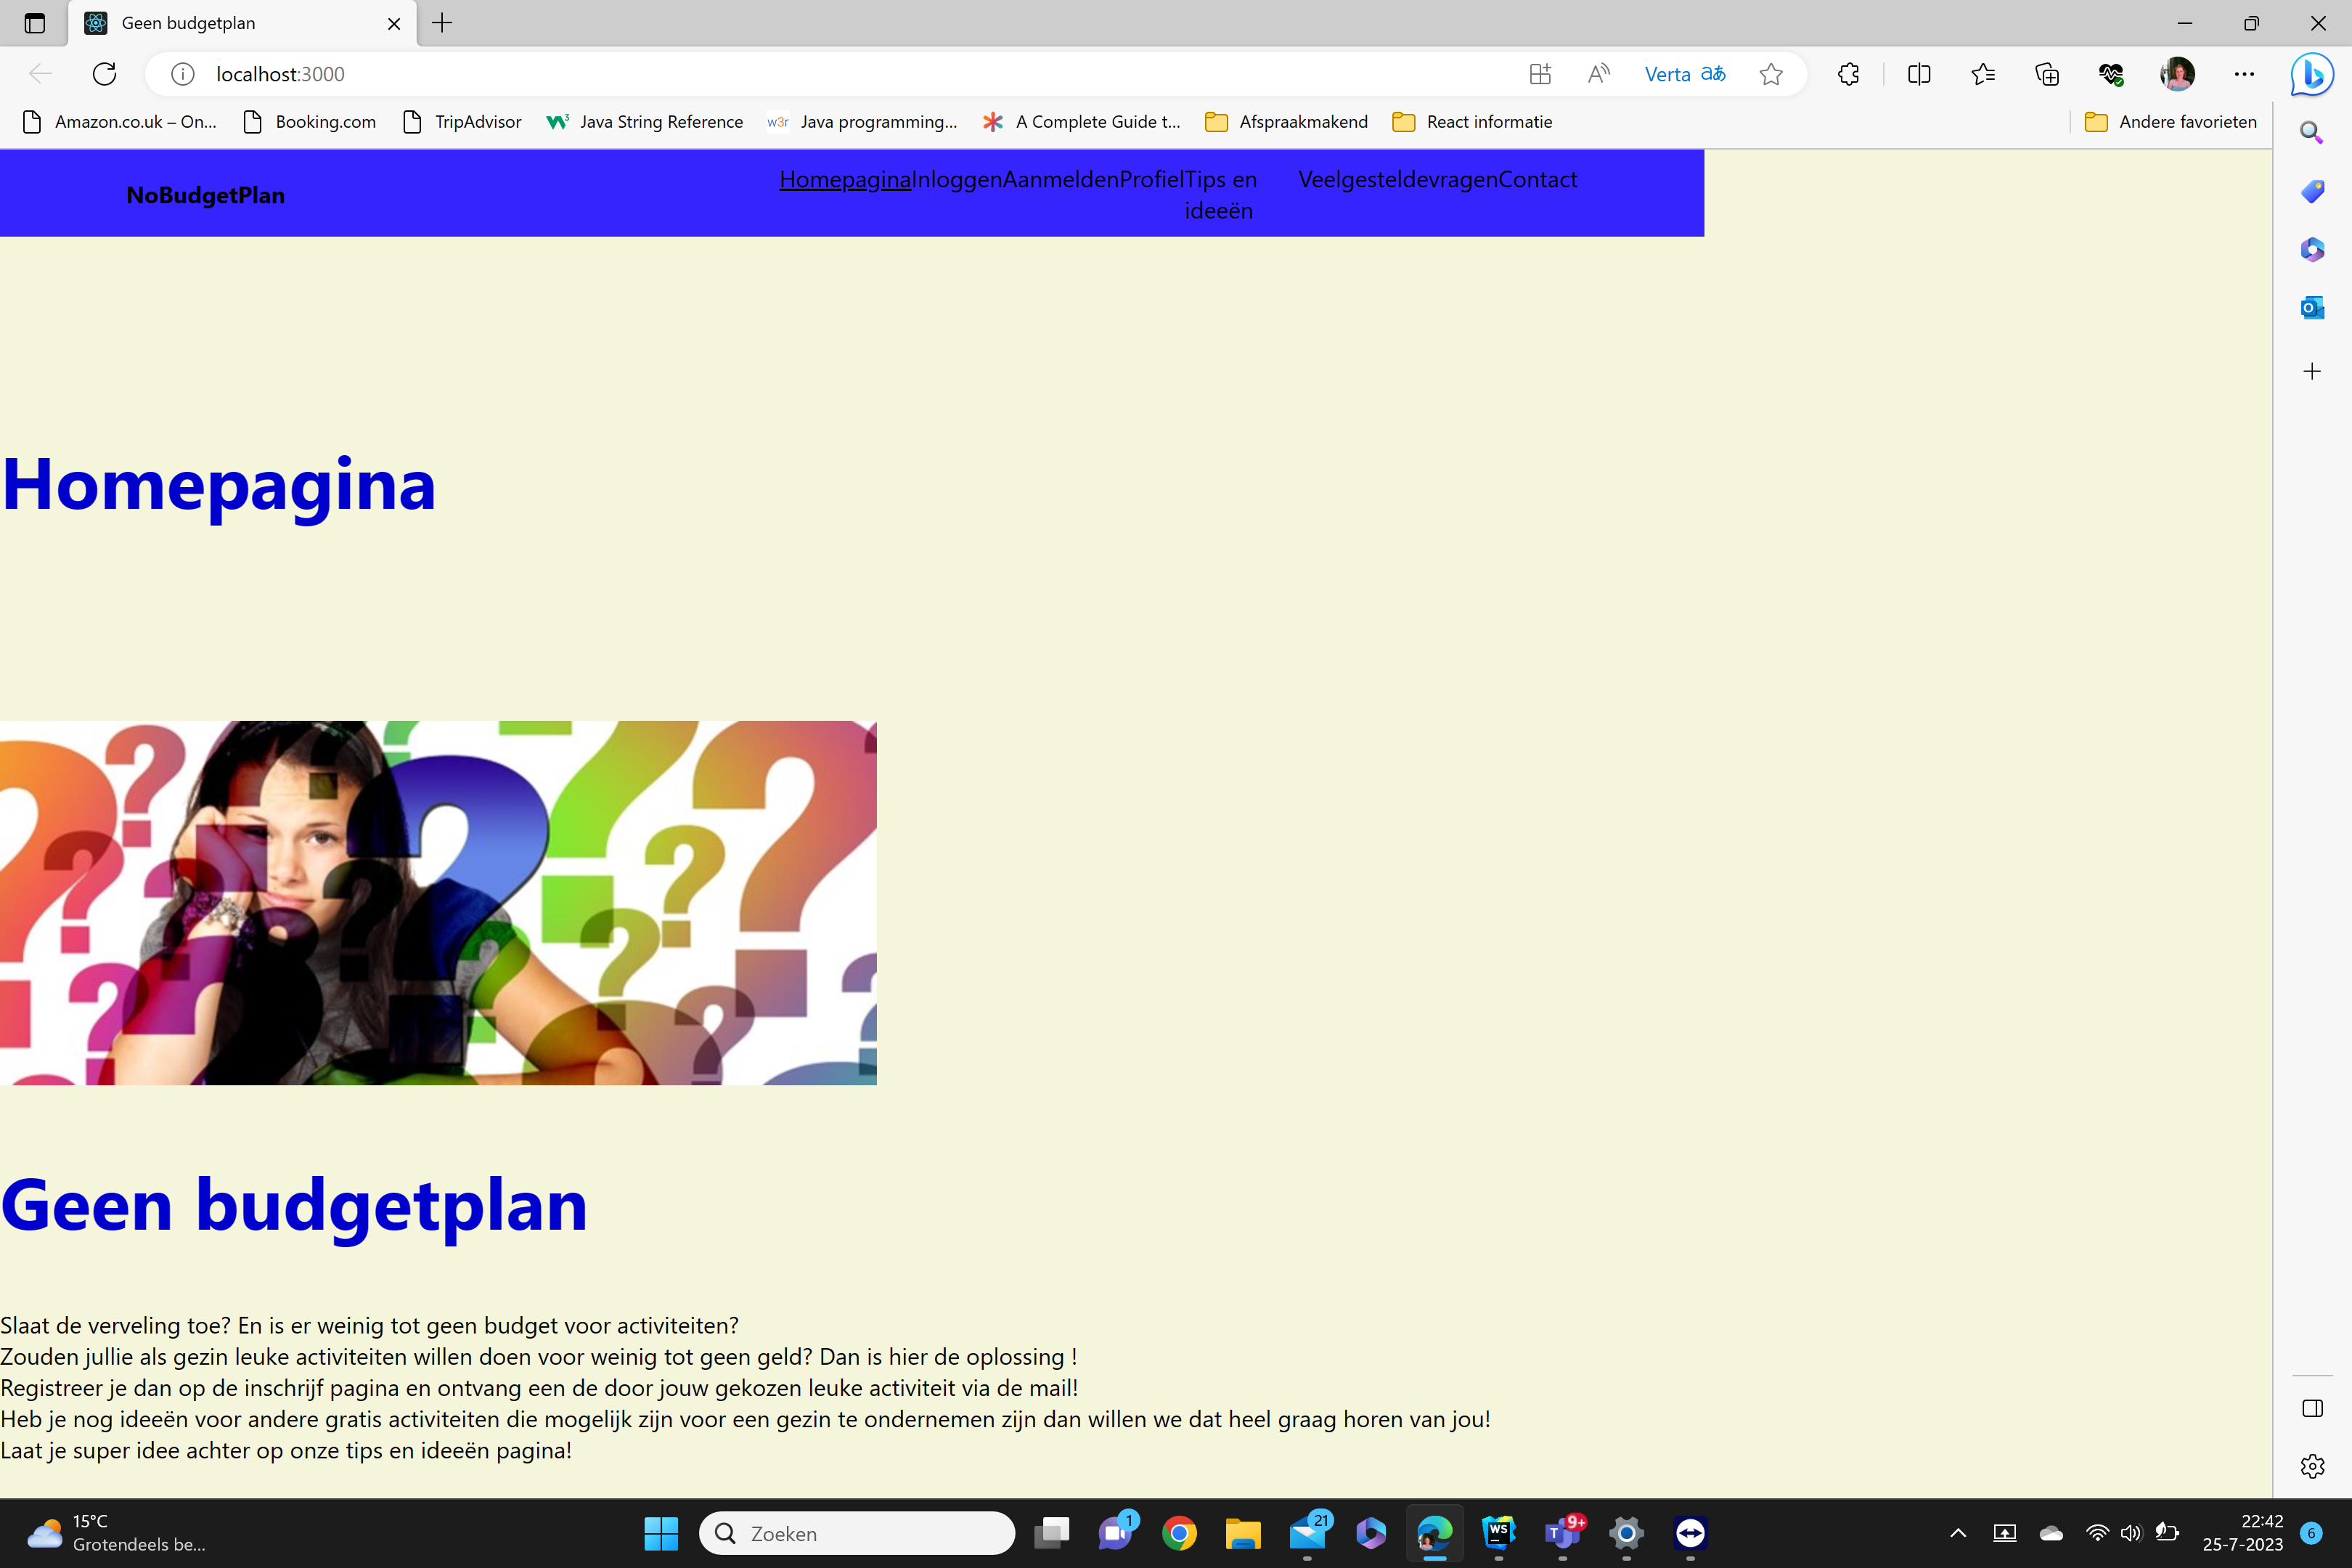 Geen budgetplan
localhost:3000
Verta aあ
Amazon.co.uk – On...
Booking.com
TripAdvisor
Java String Reference
w3r Java programming...
A Complete Guide t...
Afspraakmakend
React informatie
Andere favorieten
NoBudgetPlan
HomepaginaInloggenAanmeldenProfielTips en ideeën VeelgesteldevragenContact
Homepagina
Geen budgetplan
Slaat de verveling toe? En is er weinig tot geen budget voor activiteiten?
Zouden jullie als gezin leuke activiteiten willen doen voor weinig tot geen geld? Dan is hier de oplossing !
Registreer je dan op de inschrijf pagina en ontvang een de door jouw gekozen leuke activiteit via de mail!
Heb je nog ideeën voor andere gratis activiteiten die mogelijk zijn voor een gezin te ondernemen zijn dan willen we dat heel graag horen van jou!
Laat je super idee achter op onze tips en ideeën pagina!
15°C
Grotendeels be...
Zoeken
1
21
WS
T 9+
22:42
25-7-2023
6